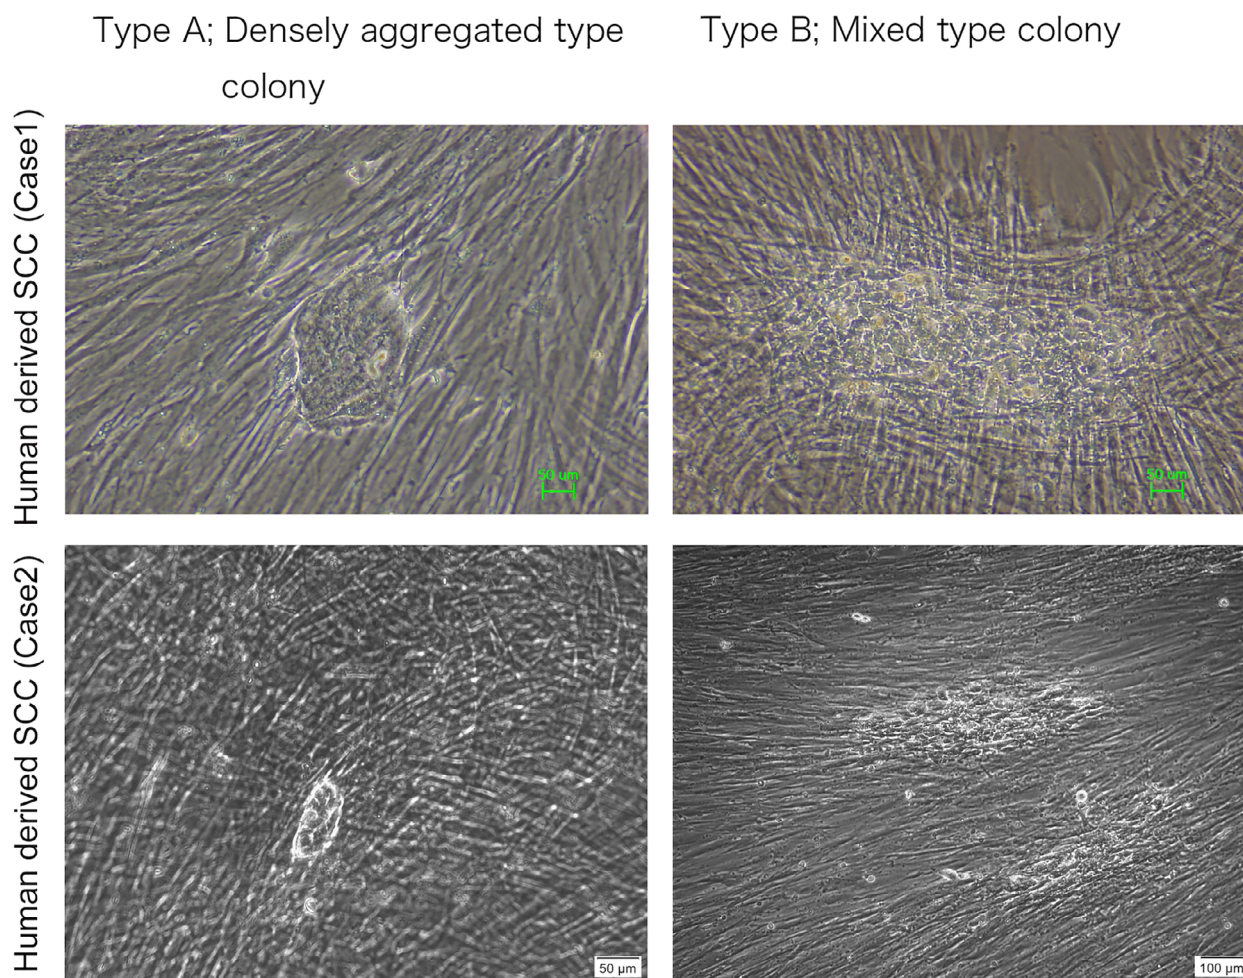 Type A; Densely aggregated type
colony
Type B; Mixed type colony
Human derived SCC (Case1)
50 um
50 um
Human derived SCC (Case2)
50 µm
100 µm